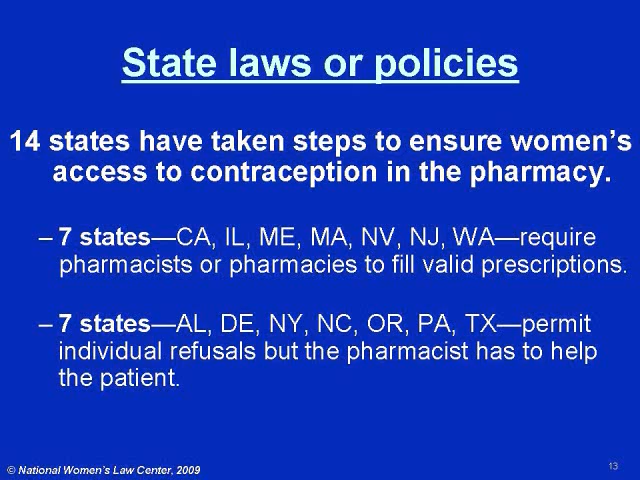 State laws or policies
14 states have taken steps to ensure women's
access to contraception in the pharmacy.
– 7 states—CA, IL, ME, MA, NV, NJ, WA—require
pharmacists or pharmacies to fill valid prescriptions.
– 7 states—AL, DE, NY, NC, OR, PA, TX—permit
individual refusals but the pharmacist has to help
the patient.
© National Women's Law Center, 2009
13